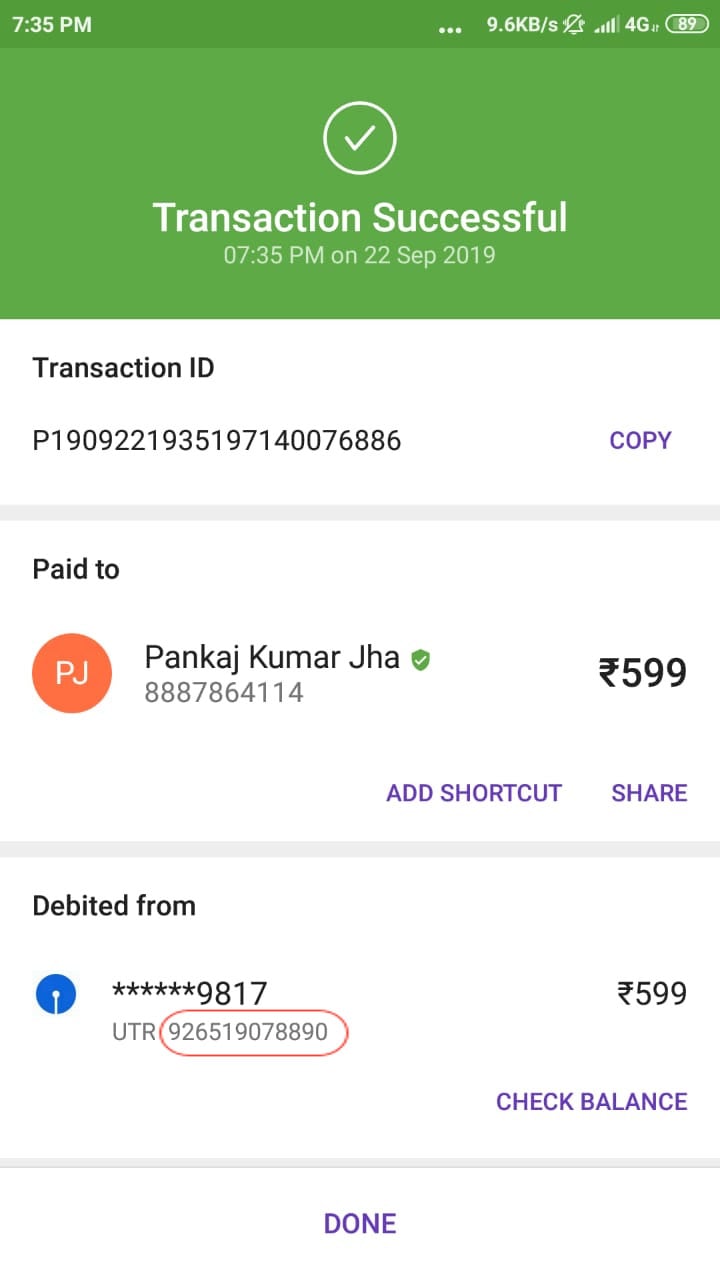 7:35 PM ... 9.6KB/s 4G 89
Transaction Successful
07:35 PM on 22 Sep 2019
Transaction ID
P1909221935197140076886 COPY
Paid to
PJ Pankaj Kumar Jha ₹599
8887864114
ADD SHORTCUT SHARE
Debited from
******9817 ₹599
UTR 926519078890
CHECK BALANCE
DONE